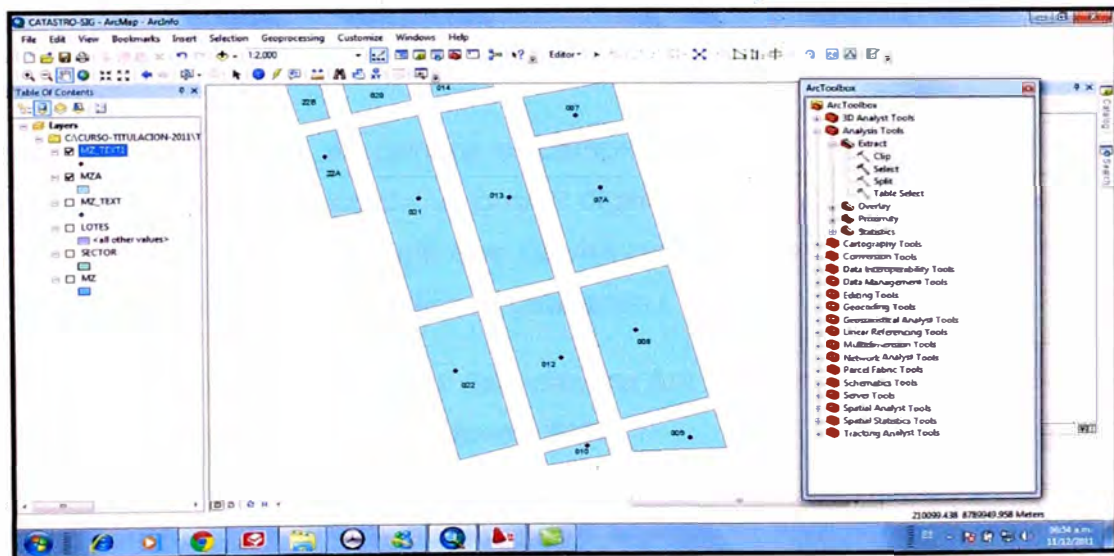 CATASTRO-SIG - ArcMap - ArcInfo
File Edit View Bookmarks Insert Selection Geoprocessing Customize Windows Help
1:2,000
Editor
Table Of Contents
Layers
C:\CURSO-TITULACION-2011\T
MZ_TEXT1
MZA
MZ_TEXT
LOTES
<all other values>
SECTOR
MZ
22B
020
014
007
22A
021
013
07A
022
012
008
010
009
ArcToolbox
ArcToolbox
3D Analyst Tools
Analysis Tools
Extract
Clip
Select
Split
Table Select
Overlay
Proximity
Statistics
Cartography Tools
Conversion Tools
Data Interoperability Tools
Data Management Tools
Editing Tools
Geocoding Tools
Geostatistical Analyst Tools
Linear Referencing Tools
Multidimension Tools
Network Analyst Tools
Parcel Fabric Tools
Schematics Tools
Server Tools
Spatial Analyst Tools
Spatial Statistics Tools
Tracking Analyst Tools
Catalog
Search
210099.438 8789949.958 Meters
ES
a.m.
11/12/2011